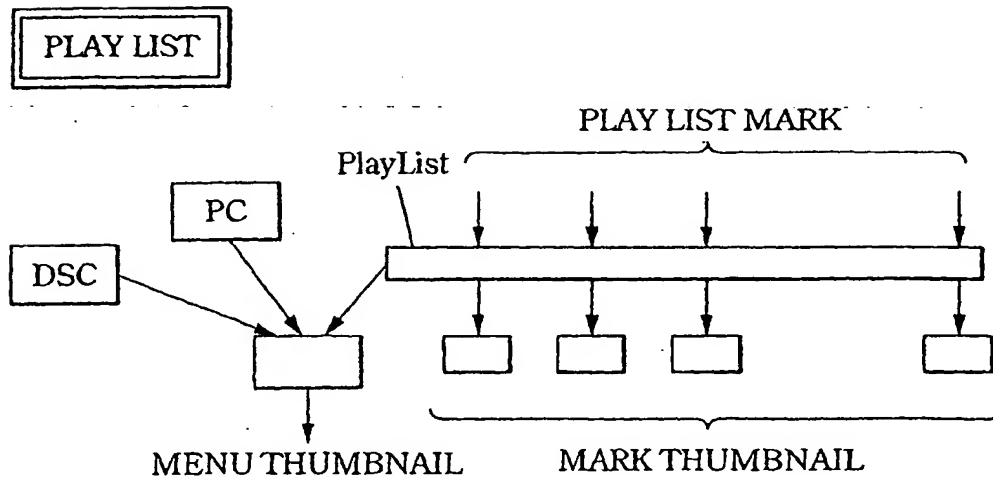 PLAY LIST
PLAY LIST MARK
PlayList
PC
DSC
MENU THUMBNAIL
MARK THUMBNAIL